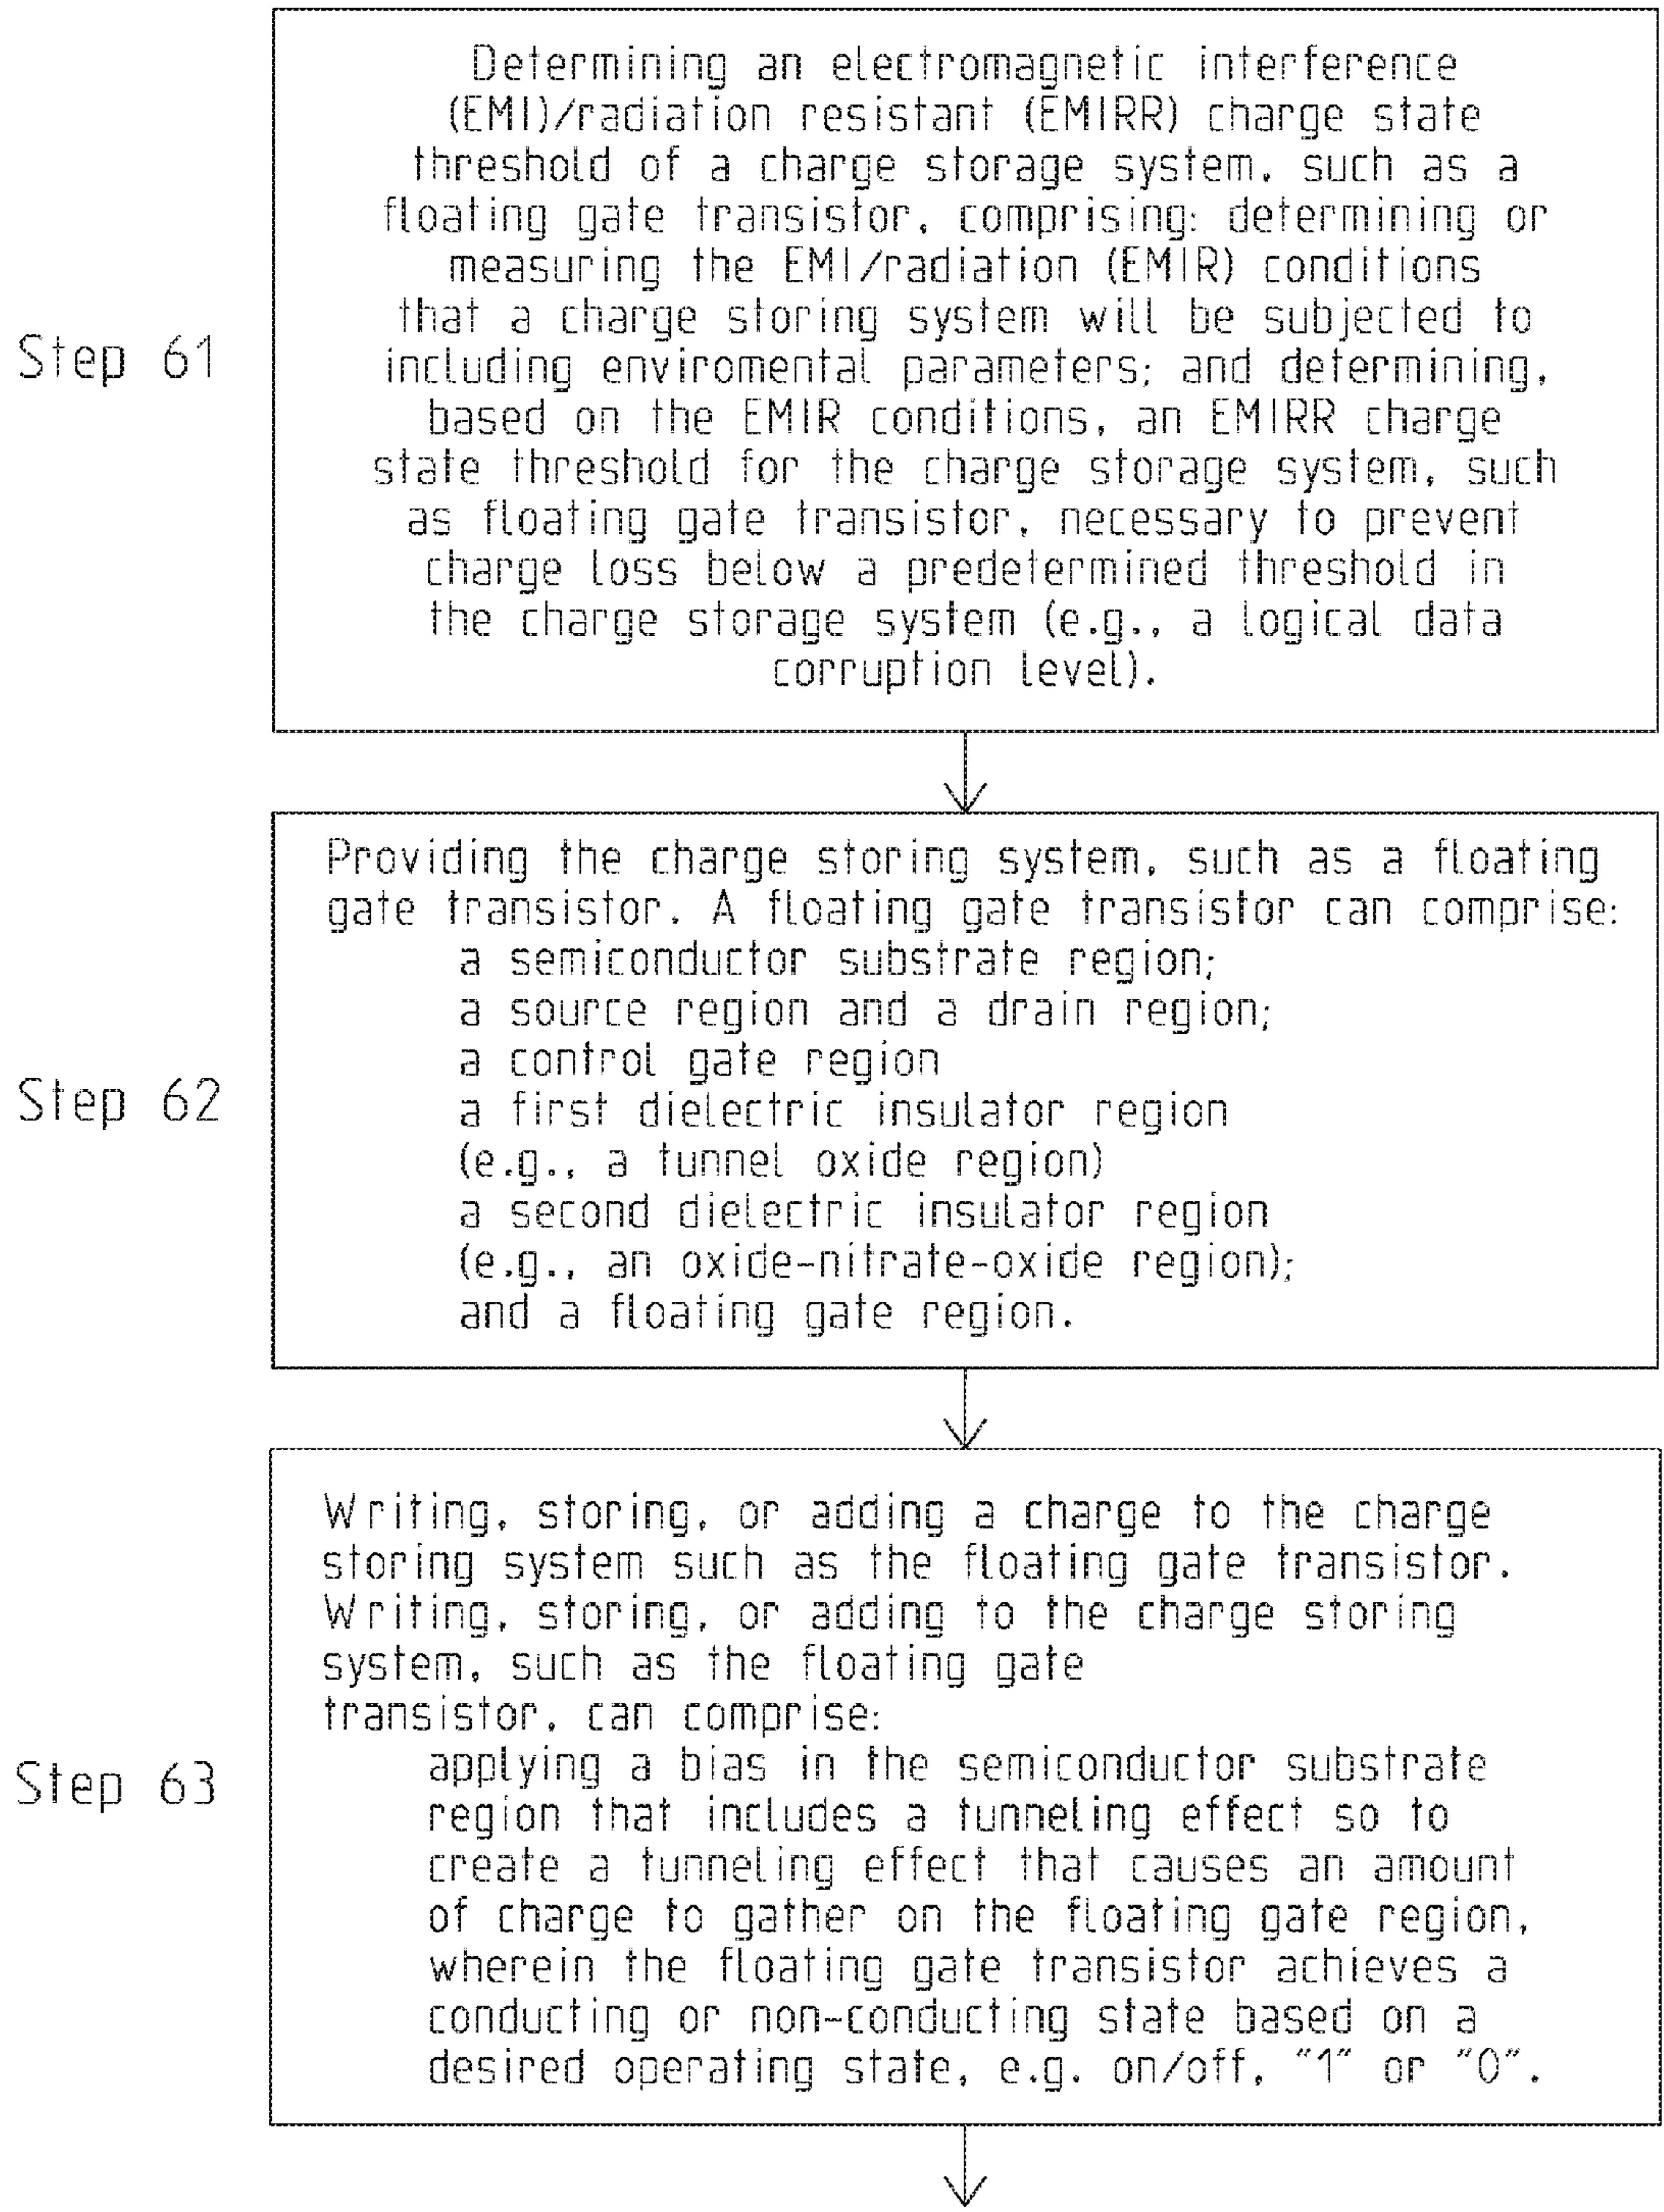 Determining an electromagnetic interference
(EMI)/radiation resistant (EMIRR) charge state
threshold of a charge storage system, such as a
floating gate transistor, comprising: determining or
measuring the EMI/radiation (EMIR) conditions
that a charge storing system will be subjected to
including enviromental parameters; and determining,
based on the EMIR conditions, an EMIRR charge
state threshold for the charge storage system, such
as floating gate transistor, necessary to prevent
charge loss below a predetermined threshold in
the charge storage system (e.g., a logical data
corruption level).
Step 61
Providing the charge storing system, such as a floating
gate transistor. A floating gate transistor can comprise:
a semiconductor substrate region;
a source region and a drain region;
a control gate region
a first dielectric insulator region
(e.g., a tunnel oxide region)
a second dielectric insulator region
(e.g., an oxide-nitrate-oxide region);
and a floating gate region.
Step 62
Writing, storing, or adding a charge to the charge
storing system such as the floating gate transistor.
Writing, storing, or adding to the charge storing
system, such as the floating gate
transistor, can comprise:
applying a bias in the semiconductor substrate
region that includes a tunneling effect so to
create a tunneling effect that causes an amount
of charge to gather on the floating gate region,
wherein the floating gate transistor achieves a
conducting or non-conducting state based on a
desired operating state, e.g. on/off, "1" or "0".
Step 63